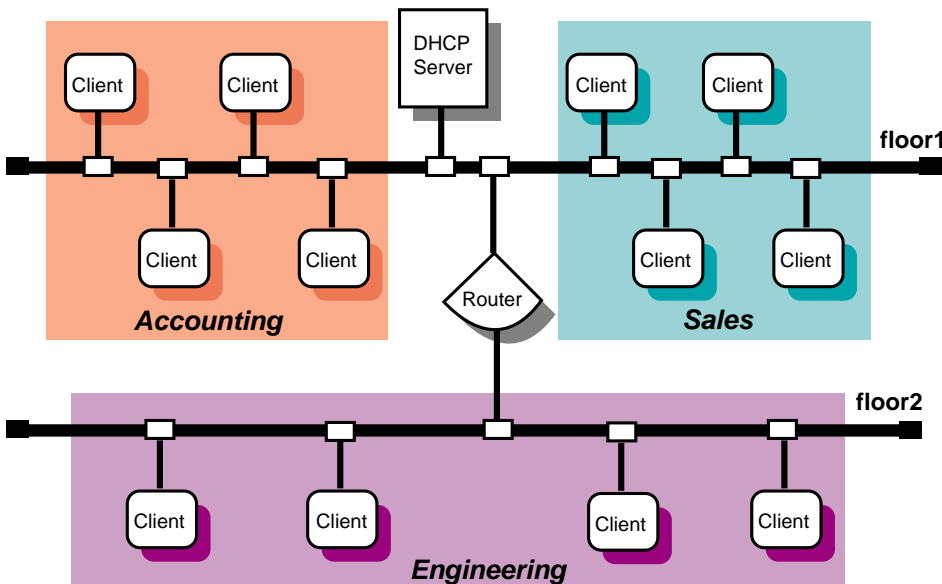 Client
Client
DHCP
Server
Client
Client
floor1
Client
Client
Client
Client
Router
Accounting
Sales
floor2
Client
Client
Client
Client
Engineering